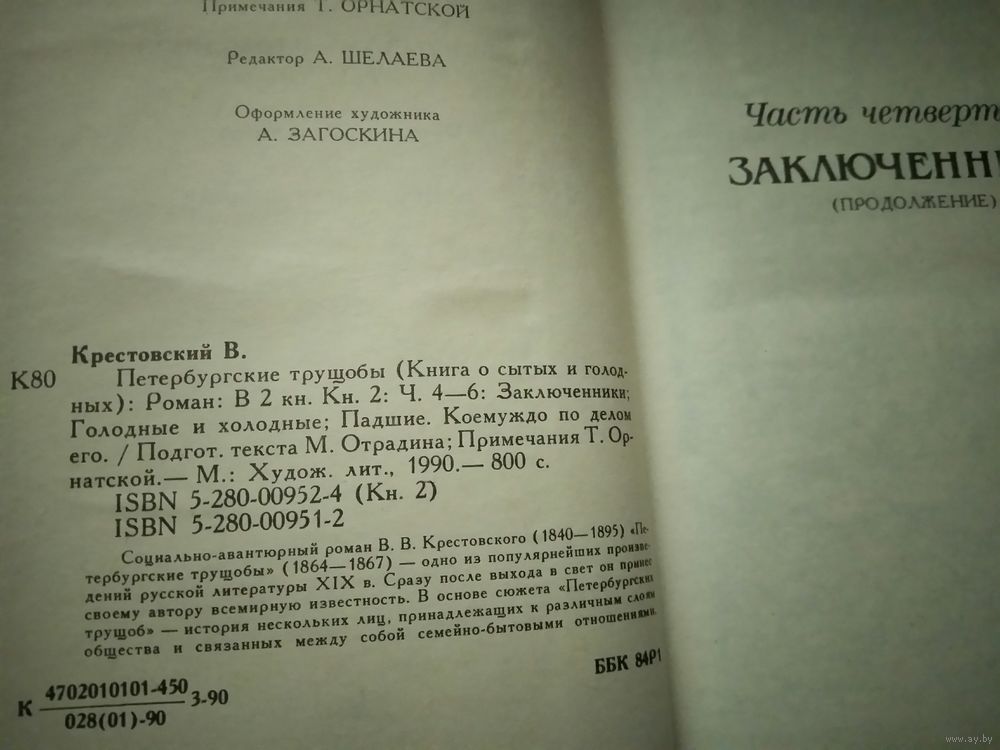 Примечания Т. ОРНАТСКОЙ
Редактор А. ШЕЛАЕВА
Оформление художника
А. ЗАГОСКИНА
Крестовский В.
К80
Петербургские трущобы (Книга о сытых и голод-
ных): Роман: В 2 кн. Кн. 2: Ч. 4—6: Заключенники;
Голодные и холодные; Падшие. Коемуждо по делом
его. / Подгот. текста М. Отрадина; Примечания Т. Ор-
натской.— М.: Худож. лит., 1990.— 800 с.
ISBN 5-280-00952-4 (Кн. 2)
ISBN 5-280-00951-2
Социально-авантюрный роман В. В. Крестовского (1840—1895) «Пе-
тербургские трущобы» (1864—1867) — одно из популярнейших произве-
дений русской литературы XIX в. Сразу после выхода в свет он принес
своему автору всемирную известность. В основе сюжета «Петербургских
трущоб» — история нескольких лиц, принадлежащих к различным слоям
общества и связанных между собой семейно-бытовыми отношениями.
К 4702010101-450
028(01)-90
3-90
ББК 84Р1
Часть четверт
ЗАКЛЮЧЕНН
(ПРОДОЛЖЕНИЕ)
www.ay.by